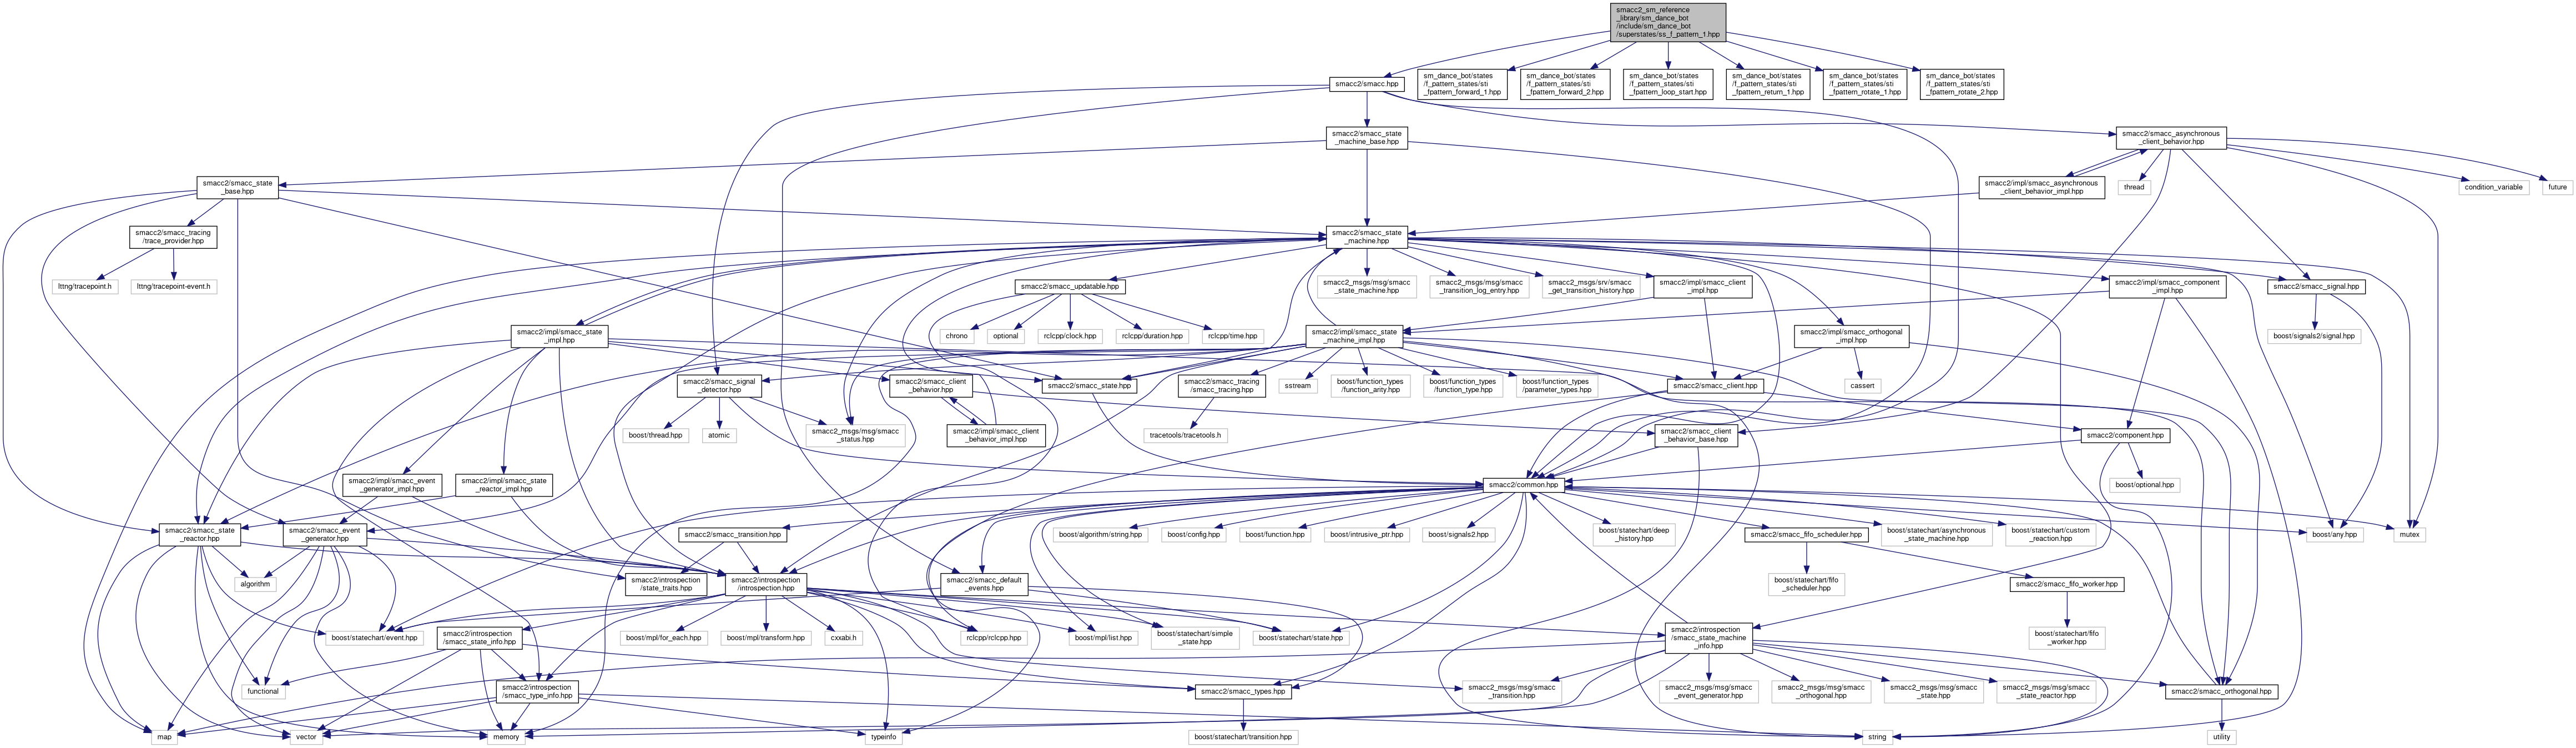 smacc2_sm_reference
_library/sm_dance_bot
/include/sm_dance_bot
/superstates/ss_f_pattern_1.hpp
smacc2/smacc.hpp
sm_dance_bot/states
/f_pattern_states/sti
_fpattern_forward_1.hpp
sm_dance_bot/states
/f_pattern_states/sti
_fpattern_forward_2.hpp
sm_dance_bot/states
/f_pattern_states/sti
_fpattern_loop_start.hpp
sm_dance_bot/states
/f_pattern_states/sti
_fpattern_return_1.hpp
sm_dance_bot/states
/f_pattern_states/sti
_fpattern_rotate_1.hpp
sm_dance_bot/states
/f_pattern_states/sti
_fpattern_rotate_2.hpp
smacc2/smacc_state
_machine_base.hpp
smacc2/smacc_asynchronous
_client_behavior.hpp
smacc2/smacc_state
_base.hpp
smacc2/impl/smacc_asynchronous
_client_behavior_impl.hpp
thread
condition_variable
future
smacc2/smacc_tracing
/trace_provider.hpp
smacc2/smacc_state
_machine.hpp
lttng/tracepoint.h
lttng/tracepoint-event.h
smacc2/smacc_updatable.hpp
smacc2_msgs/msg/smacc
_state_machine.hpp
smacc2_msgs/msg/smacc
_transition_log_entry.hpp
smacc2_msgs/srv/smacc
_get_transition_history.hpp
smacc2/impl/smacc_client
_impl.hpp
smacc2/impl/smacc_component
_impl.hpp
smacc2/smacc_signal.hpp
smacc2/impl/smacc_state
_impl.hpp
chrono
optional
rclcpp/clock.hpp
rclcpp/duration.hpp
rclcpp/time.hpp
smacc2/impl/smacc_state
_machine_impl.hpp
smacc2/impl/smacc_orthogonal
_impl.hpp
boost/signals2/signal.hpp
smacc2/smacc_signal
_detector.hpp
smacc2/smacc_client
_behavior.hpp
smacc2/smacc_state.hpp
smacc2/smacc_tracing
/smacc_tracing.hpp
sstream
boost/function_types
/function_arity.hpp
boost/function_types
/function_type.hpp
boost/function_types
/parameter_types.hpp
smacc2/smacc_client.hpp
cassert
boost/thread.hpp
atomic
smacc2_msgs/msg/smacc
_status.hpp
smacc2/impl/smacc_client
_behavior_impl.hpp
tracetools/tracetools.h
smacc2/smacc_client
_behavior_base.hpp
smacc2/component.hpp
smacc2/impl/smacc_event
_generator_impl.hpp
smacc2/impl/smacc_state
_reactor_impl.hpp
smacc2/common.hpp
boost/optional.hpp
smacc2/smacc_state
_reactor.hpp
smacc2/smacc_event
_generator.hpp
smacc2/smacc_transition.hpp
boost/algorithm/string.hpp
boost/config.hpp
boost/function.hpp
boost/intrusive_ptr.hpp
boost/signals2.hpp
boost/statechart/deep
_history.hpp
smacc2/smacc_fifo_scheduler.hpp
boost/statechart/asynchronous
_state_machine.hpp
boost/statechart/custom
_reaction.hpp
boost/any.hpp
mutex
algorithm
smacc2/introspection
/state_traits.hpp
smacc2/introspection
/introspection.hpp
smacc2/smacc_default
_events.hpp
boost/statechart/fifo
_scheduler.hpp
smacc2/smacc_fifo_worker.hpp
boost/statechart/event.hpp
smacc2/introspection
/smacc_state_info.hpp
boost/mpl/for_each.hpp
boost/mpl/transform.hpp
cxxabi.h
rclcpp/rclcpp.hpp
boost/mpl/list.hpp
boost/statechart/simple
_state.hpp
boost/statechart/state.hpp
smacc2/introspection
/smacc_state_machine
_info.hpp
boost/statechart/fifo
_worker.hpp
functional
smacc2/introspection
/smacc_type_info.hpp
smacc2/smacc_types.hpp
smacc2_msgs/msg/smacc
_transition.hpp
smacc2_msgs/msg/smacc
_event_generator.hpp
smacc2_msgs/msg/smacc
_orthogonal.hpp
smacc2_msgs/msg/smacc
_state.hpp
smacc2_msgs/msg/smacc
_state_reactor.hpp
smacc2/smacc_orthogonal.hpp
map
vector
memory
typeinfo
boost/statechart/transition.hpp
string
utility